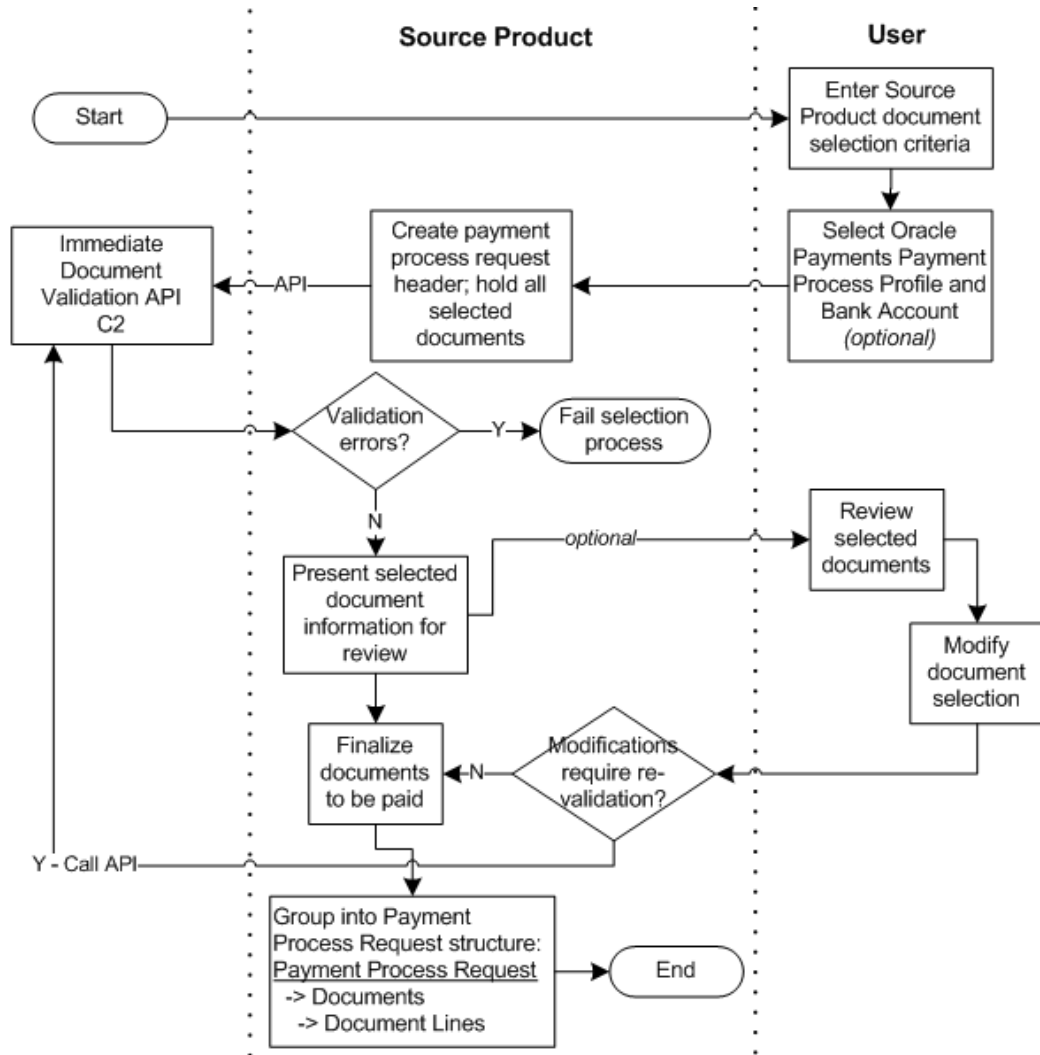 Source Product
User
Start
Enter Source
Product document
selection criteria
Immediate
Document
Validation API
C2
API
Create payment
process request
header; hold all
selected
documents
Select Oracle
Payments Payment
Process Profile and
Bank Account
(optional)
Validation
errors?
Y
Fail selection
process
N
optional
Review
selected
documents
Present selected
document
information for
review
Modify
document
selection
Finalize
documents
to be paid
N
Modifications
require re-
validation?
Y - Call API
Group into Payment
Process Request structure:
Payment Process Request
-> Documents
-> Document Lines
End